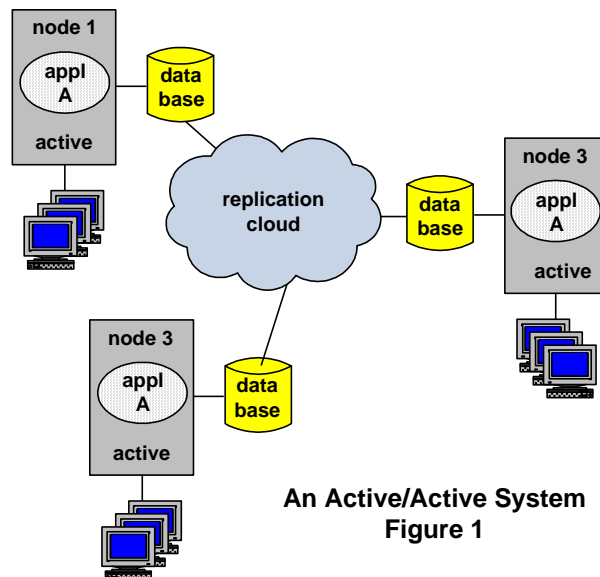 node 1
appl
A
active
data
base
replication
cloud
data
base
node 3
appl
A
active
node 3
appl
A
active
data
base
An Active/Active System
Figure 1